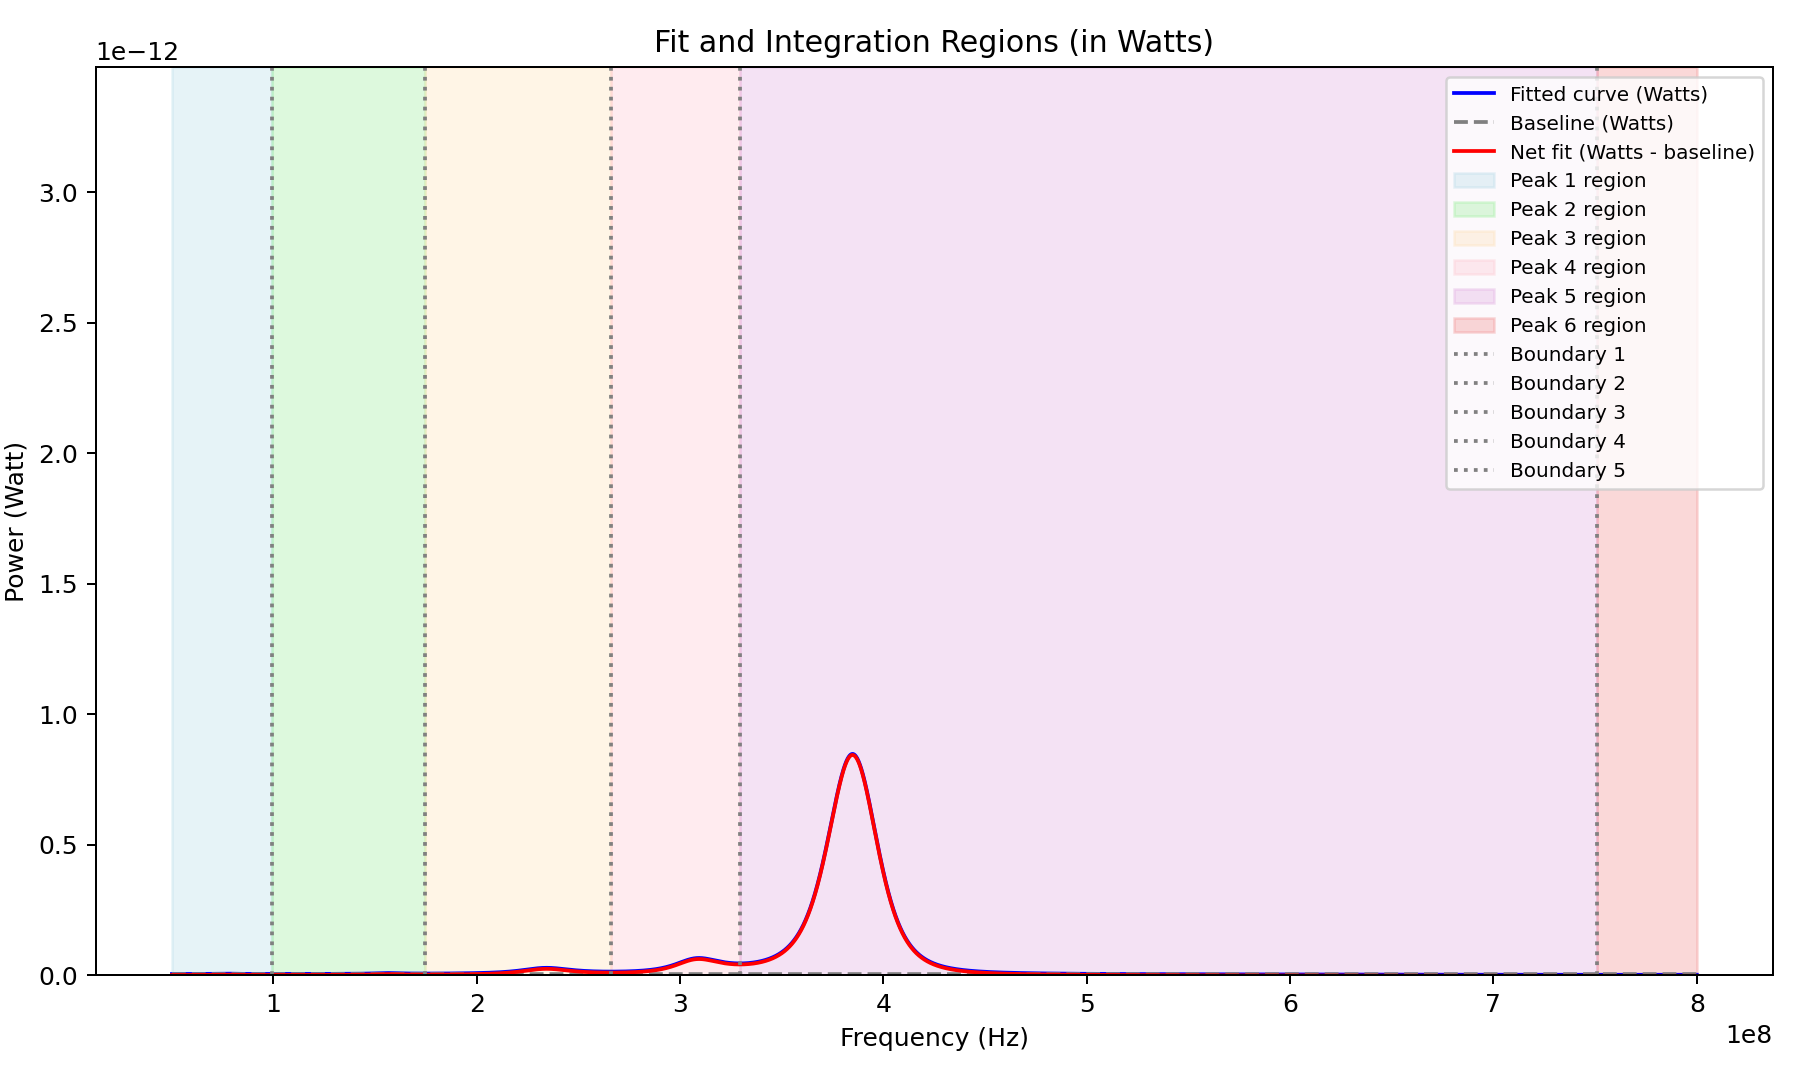 Fit and Integration Regions (in Watts)
1e−12
Fitted curve (Watts)
Baseline (Watts)
Net fit (Watts - baseline)
Peak 1 region
Peak 2 region
Peak 3 region
Peak 4 region
Peak 5 region
Peak 6 region
Boundary 1
Boundary 2
Boundary 3
Boundary 4
Boundary 5
3.0
2.5
2.0
1.5
1.0
0.5
0.0
Power (Watt)
1 2 3 4 5 6 7 8
1e8
Frequency (Hz)